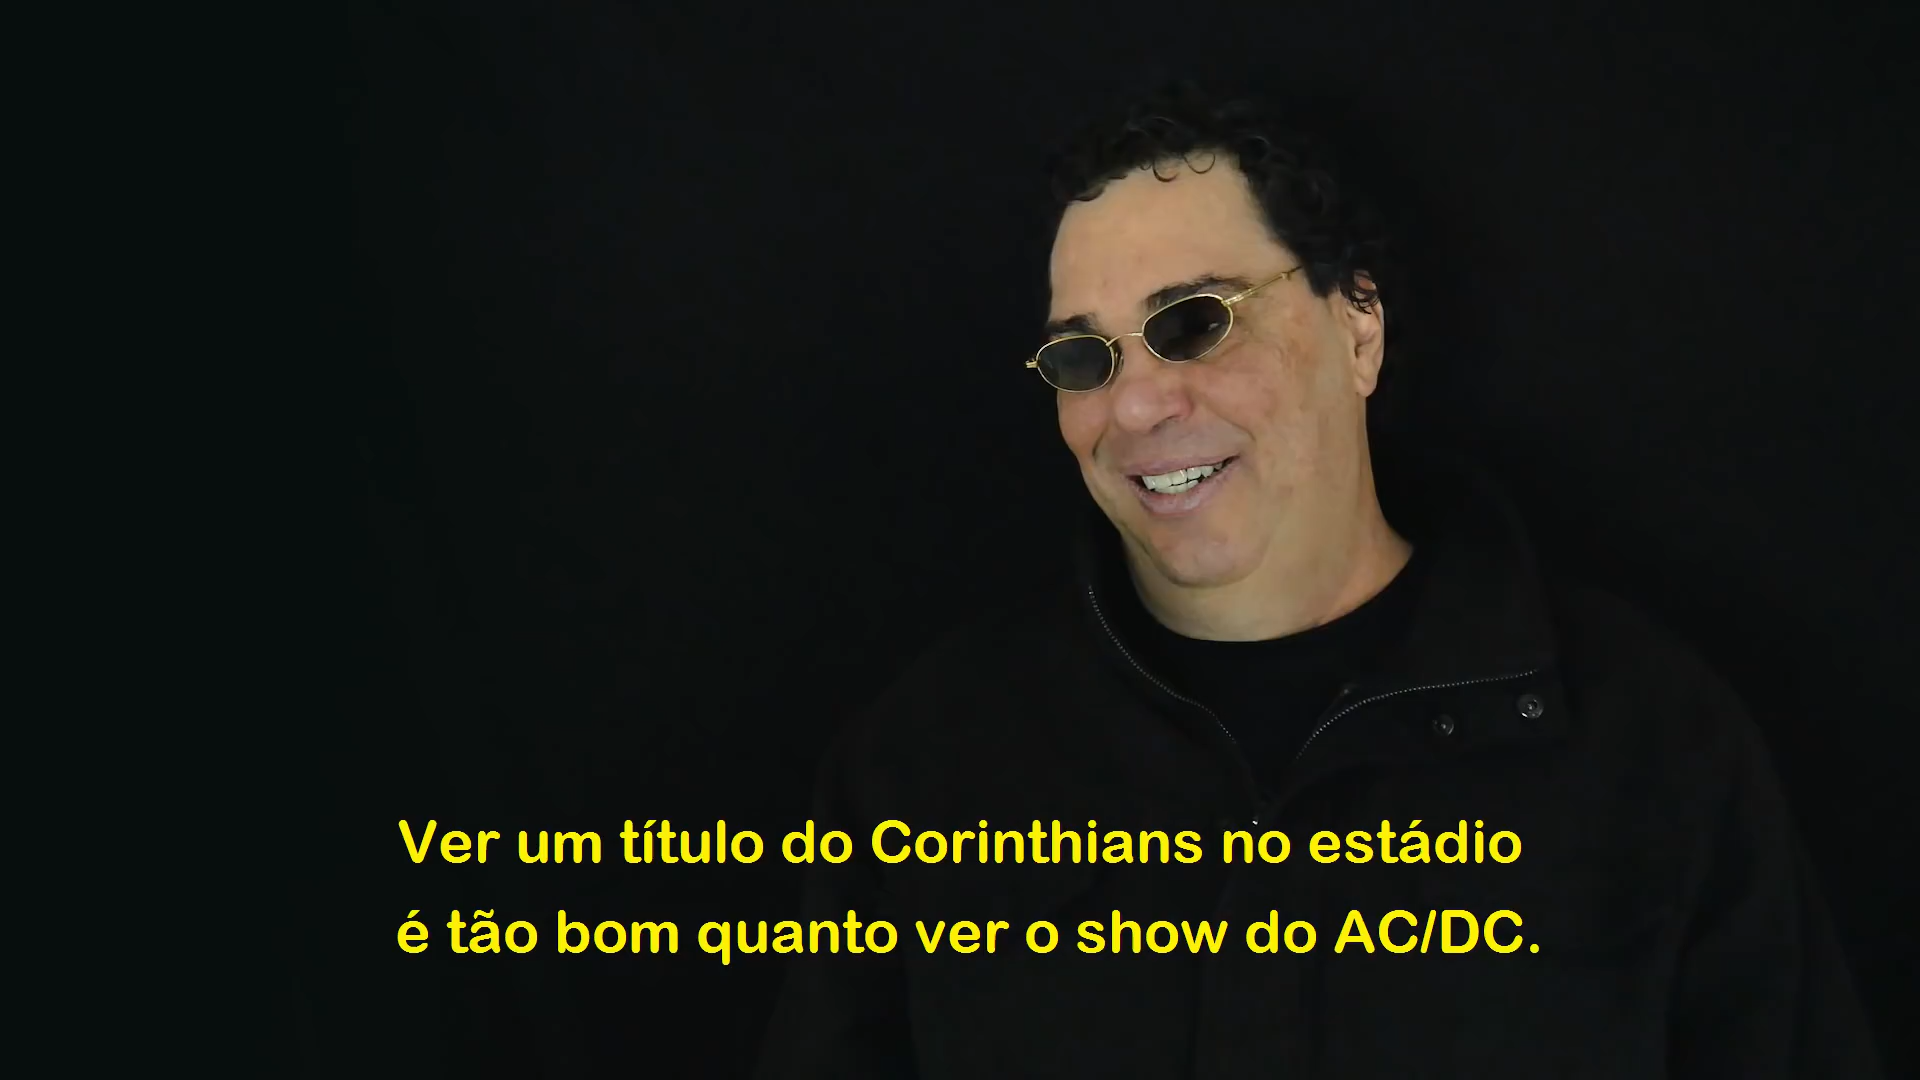 Ver um título do Corinthians no estádio
é tão bom quanto ver o show do AC/DC.